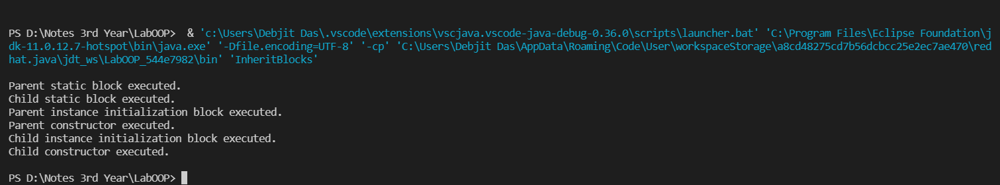 PS D:\Notes 3rd Year\LabOOP>  & 'c:\Users\Debjit Das\.vscode\extensions\vscjava.vscode-java-debug-0.36.0\scripts\launcher.bat' 'C:\Program Files\Eclipse Foundation\j
dk-11.0.12.7-hotspot\bin\java.exe' '-Dfile.encoding=UTF-8' '-cp' 'C:\Users\Debjit Das\AppData\Roaming\Code\User\workspaceStorage\a8cd48275cd7b56dcbcc25e2ec7ae470\red
hat.java\jdt_ws\LabOOP_544e7982\bin' 'InheritBlocks'
Parent static block executed.
Child static block executed.
Parent instance initialization block executed.
Parent constructor executed.
Child instance initialization block executed.
Child constructor executed.
PS D:\Notes 3rd Year\LabOOP>